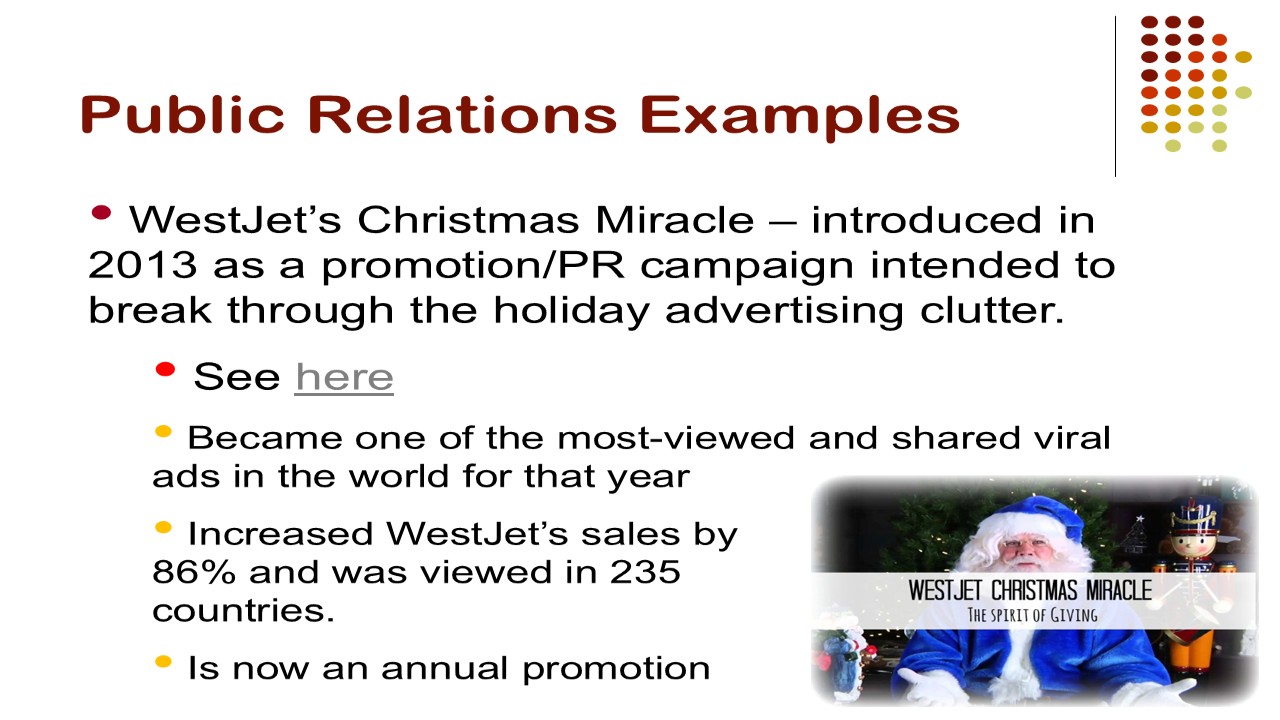 Public Relations Examples
• WestJet’s Christmas Miracle – introduced in
2013 as a promotion/PR campaign intended to
break through the holiday advertising clutter.
• See here
• Became one of the most-viewed and shared viral
ads in the world for that year
• Increased WestJet’s sales by
86% and was viewed in 235
countries.
• Is now an annual promotion
WESTJET CHRISTMAS MIRACLE
THE SPIRIT OF GIVING